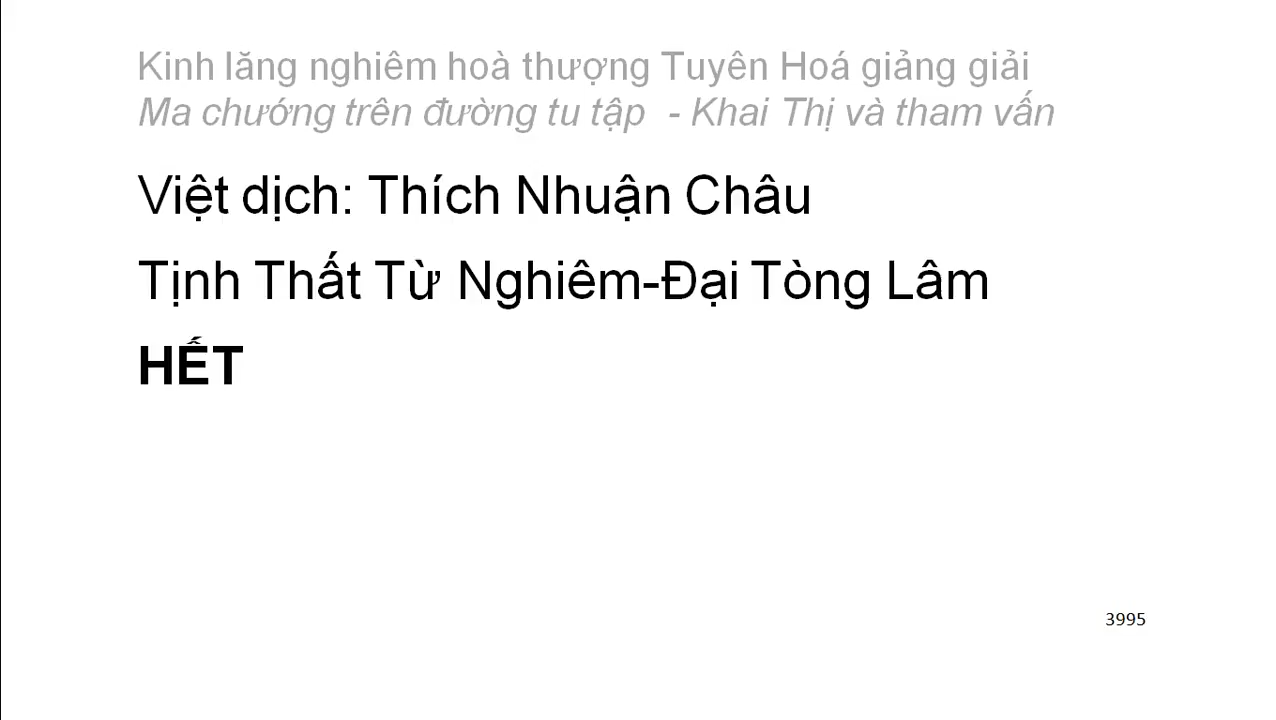 Kinh lăng nghiêm hoà thượng Tuyên Hoá giảng giải
Ma chướng trên đường tu tập  - Khai Thị và tham vấn
Việt dịch: Thích Nhuận Châu
Tịnh Thất Từ Nghiêm-Đại Tòng Lâm
HẾT
3995